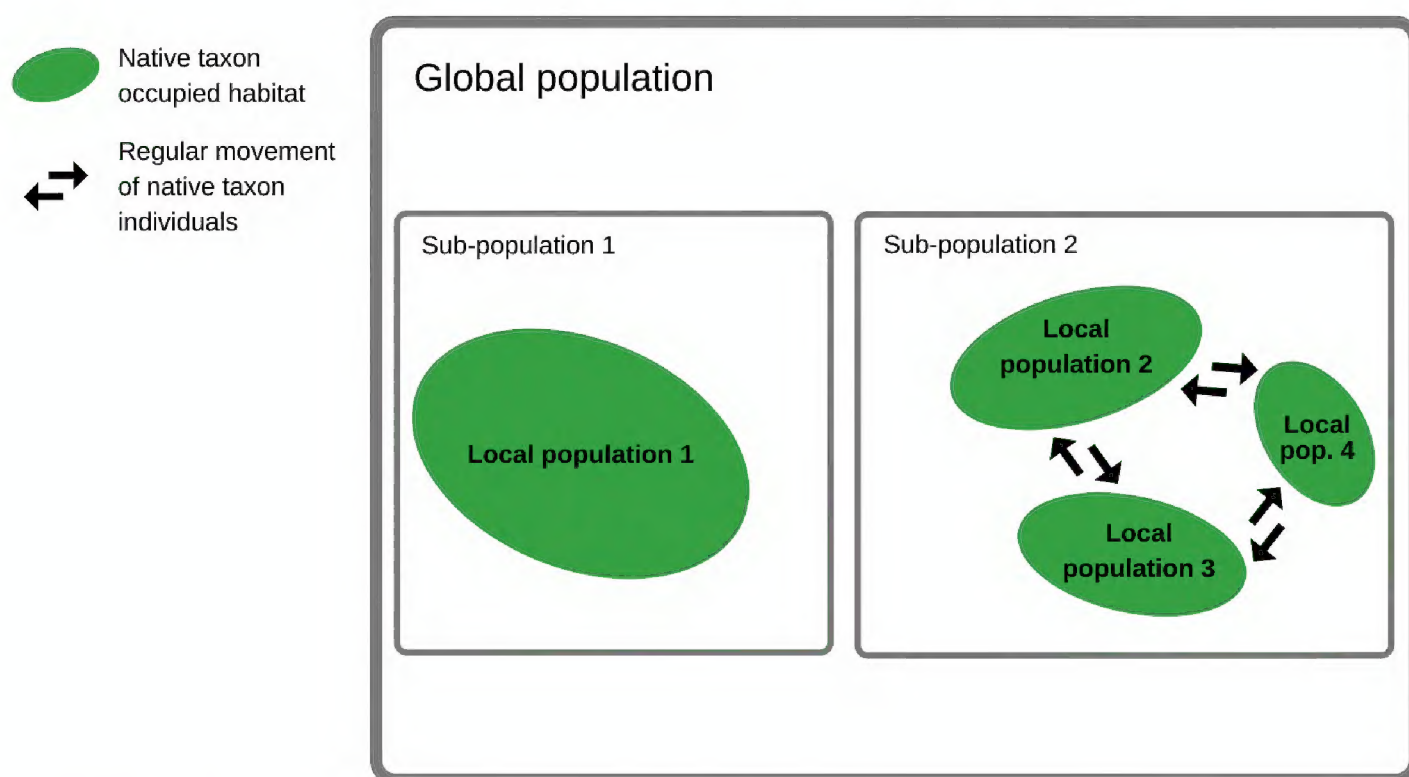 Native taxon
occupied habitat
Regular movement
of native taxon
individuals
Global population
Sub-population 1
Local population 1
Sub-population 2
Local
population 2
Local
pop. 4
Local
population 3